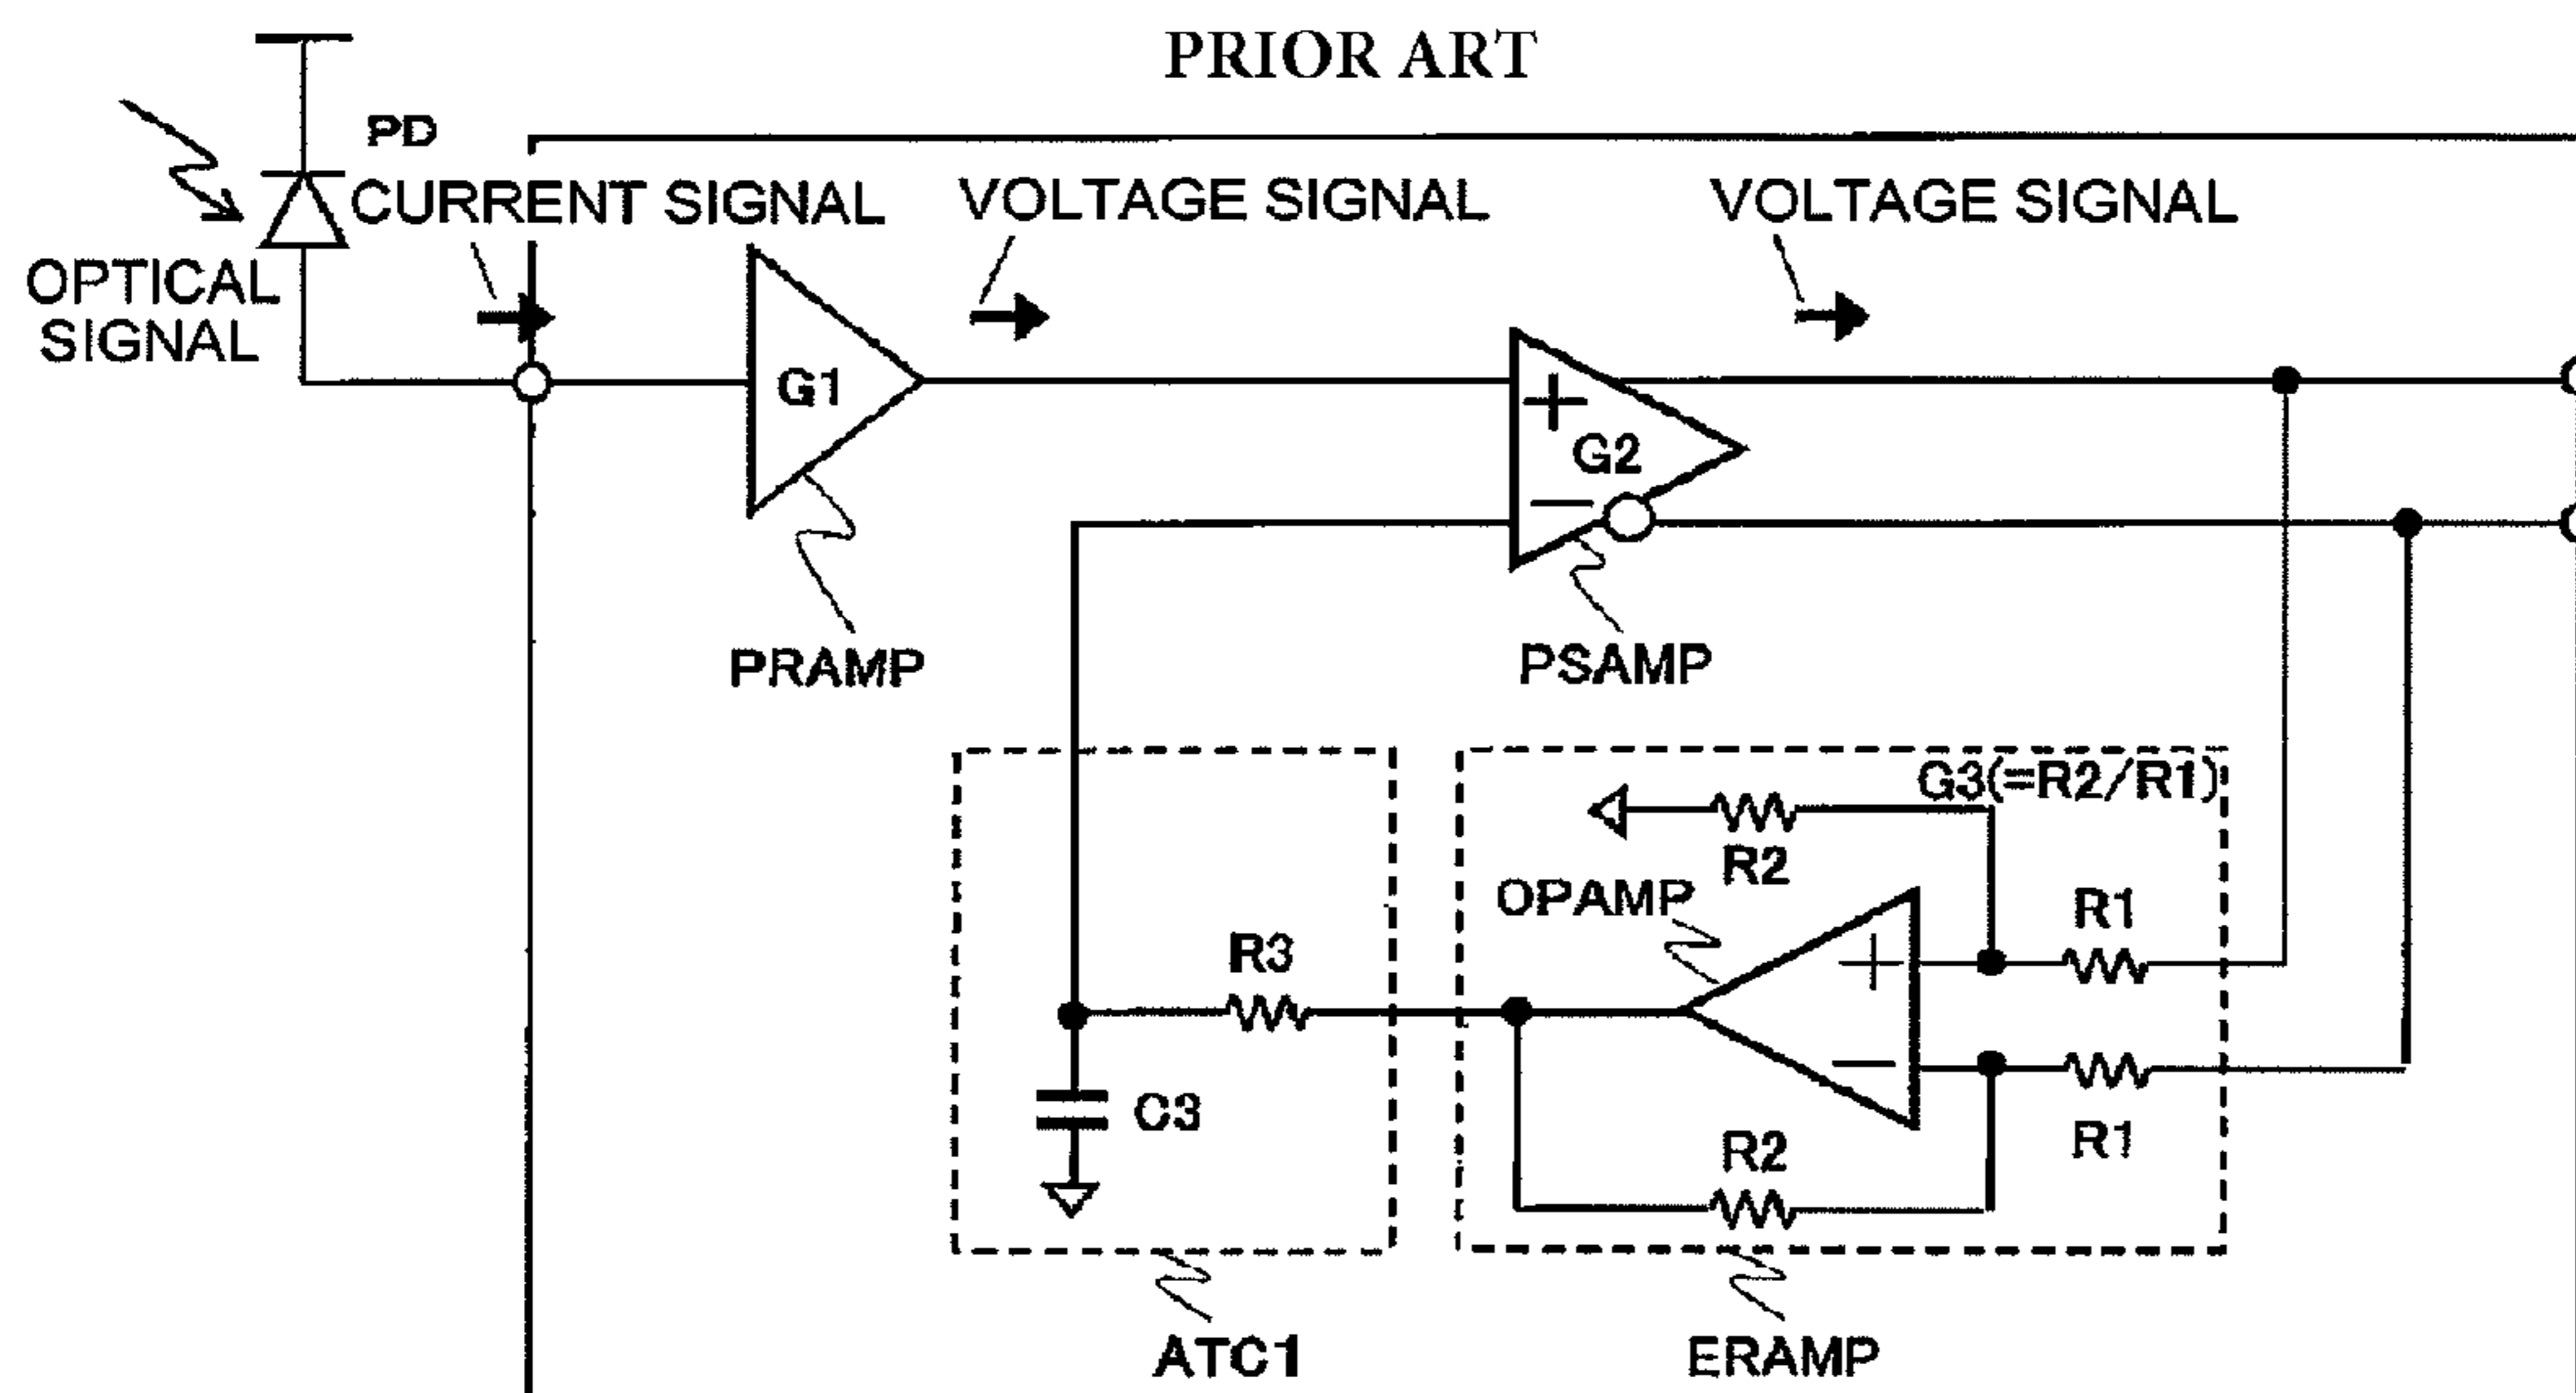 PRIOR ART
PD
CURRENT SIGNAL
VOLTAGE SIGNAL
VOLTAGE SIGNAL
OPTICAL
SIGNAL
G1
+
G2
−
PRAMP
PSAMP
G3(=R2/R1)
R2
OPAMP
R1
R3
+
−
C3
R1
R2
ATC1
ERAMP